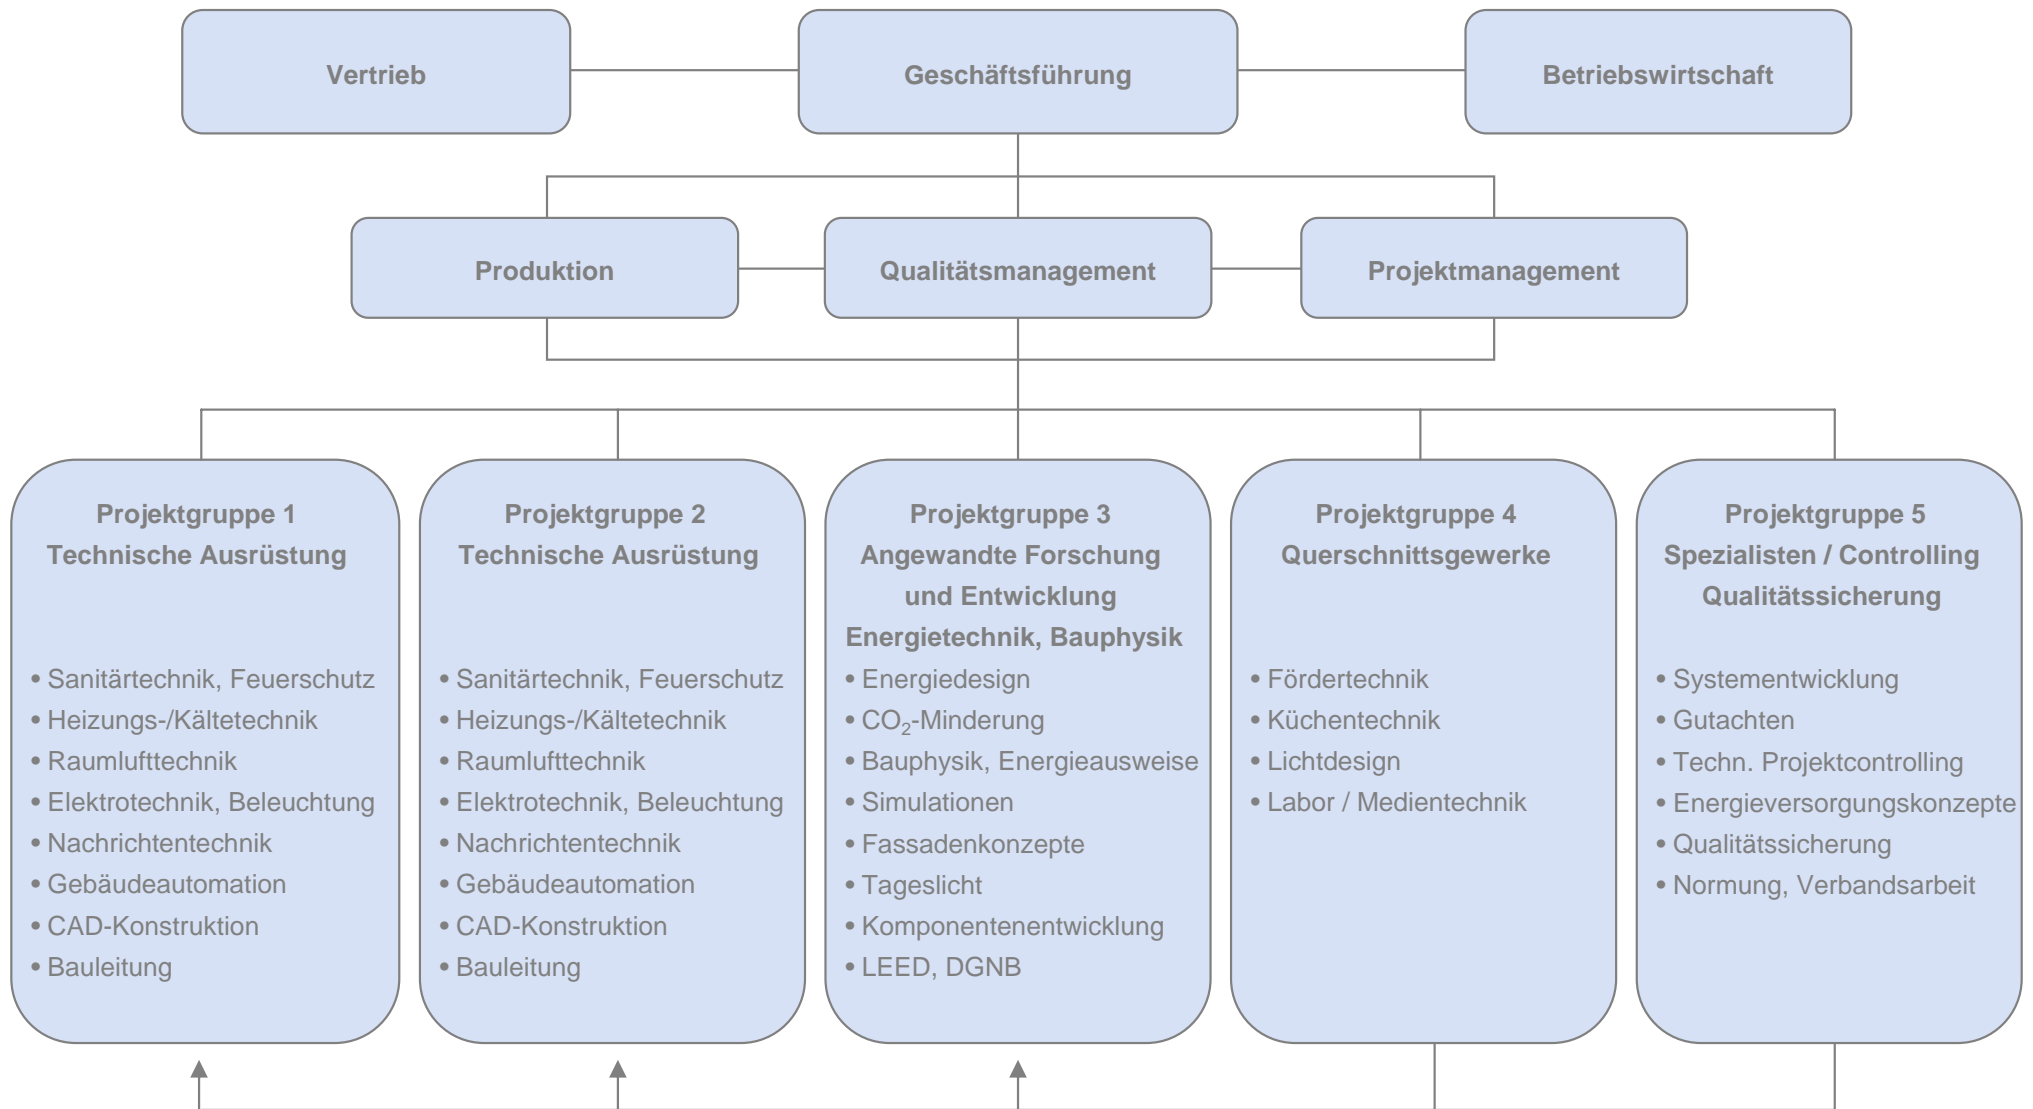 Vertrieb
Geschäftsführung
Betriebswirtschaft
Produktion
Qualitätsmanagement
Projektmanagement
Projektgruppe 1
Technische Ausrüstung
• Sanitärtechnik, Feuerschutz
• Heizungs-/Kältetechnik
• Raumlufttechnik
• Elektrotechnik, Beleuchtung
• Nachrichtentechnik
• Gebäudeautomation
• CAD-Konstruktion
• Bauleitung
Projektgruppe 2
Technische Ausrüstung
• Sanitärtechnik, Feuerschutz
• Heizungs-/Kältetechnik
• Raumlufttechnik
• Elektrotechnik, Beleuchtung
• Nachrichtentechnik
• Gebäudeautomation
• CAD-Konstruktion
• Bauleitung
Projektgruppe 3
Angewandte Forschung
und Entwicklung
Energietechnik, Bauphysik
• Energiedesign
• CO₂-Minderung
• Bauphysik, Energieausweise
• Simulationen
• Fassadenkonzepte
• Tageslicht
• Komponentenentwicklung
• LEED, DGNB
Projektgruppe 4
Querschnittsgewerke
• Fördertechnik
• Küchentechnik
• Lichtdesign
• Labor / Medientechnik
Projektgruppe 5
Spezialisten / Controlling
Qualitätssicherung
• Systementwicklung
• Gutachten
• Techn. Projektcontrolling
• Energieversorgungskonzepte
• Qualitätssicherung
• Normung, Verbandsarbeit